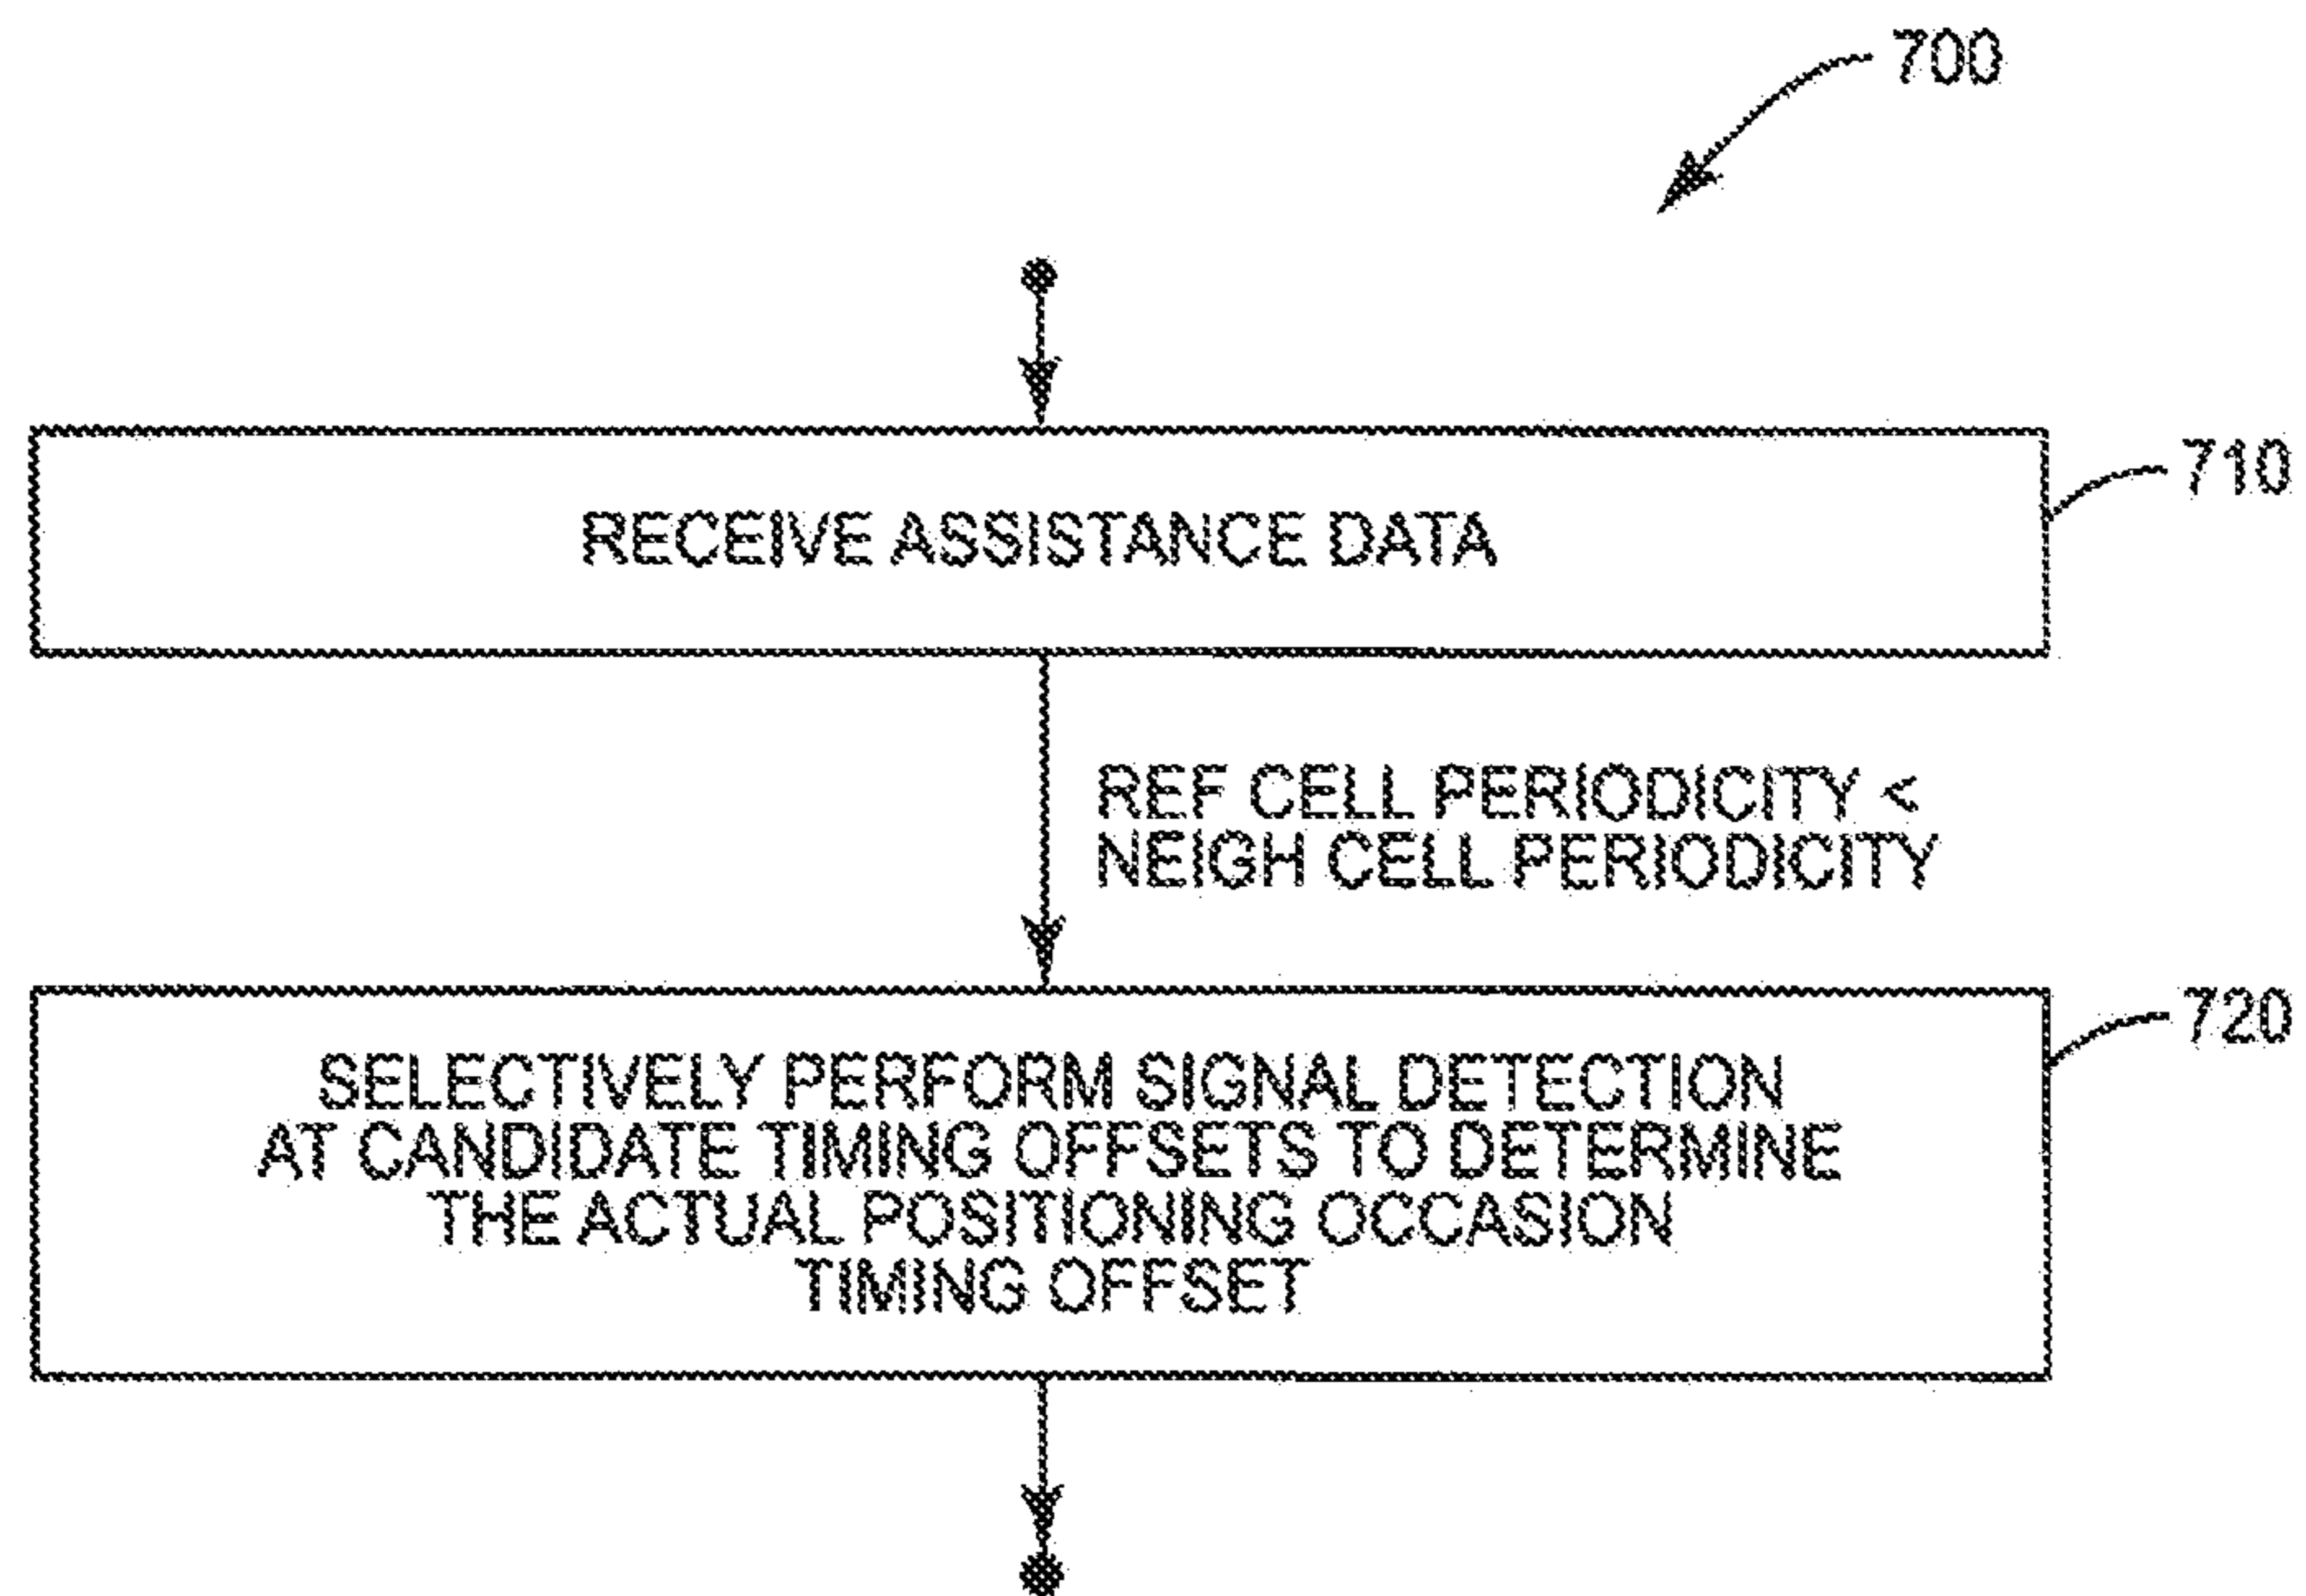 700
710
RECEIVE ASSISTANCE DATA
REF CELL PERIODICITY <
NEIGH CELL PERIODICITY
720
SELECTIVELY PERFORM SIGNAL DETECTION
AT CANDIDATE TIMING OFFSETS TO DETERMINE
THE ACTUAL POSITIONING OCCASION
TIMING OFFSET